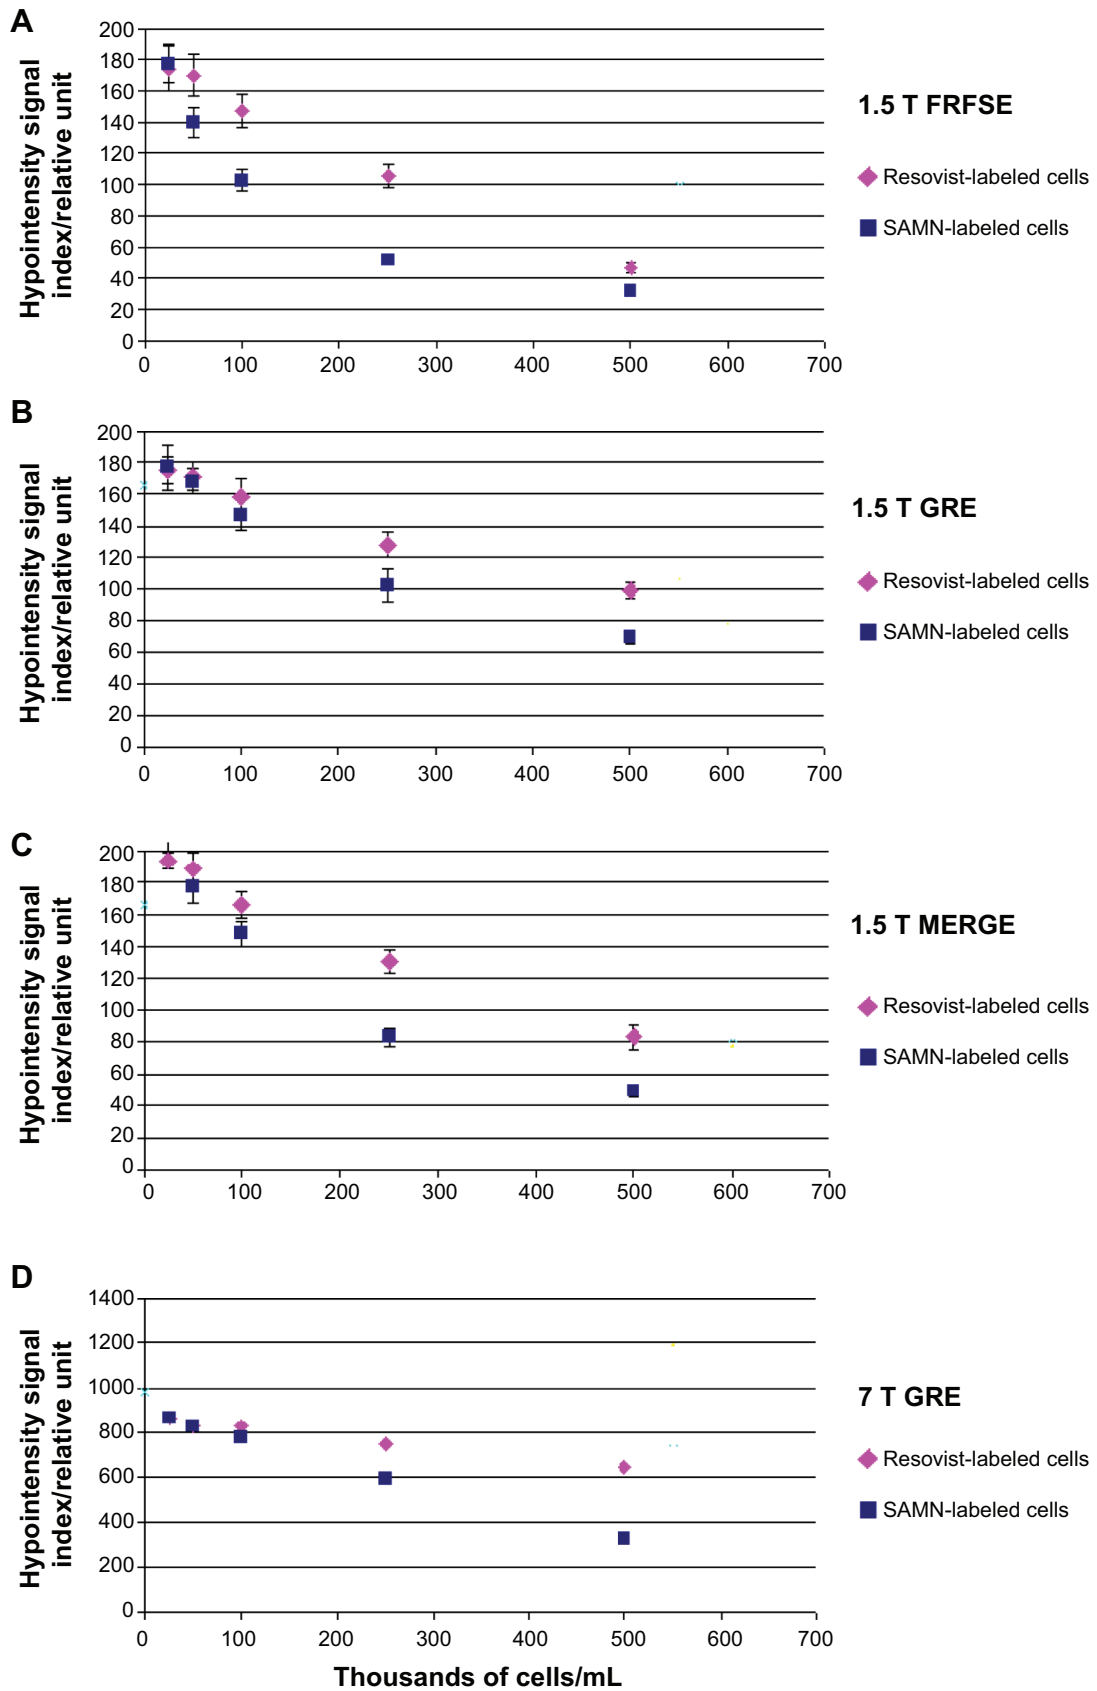 A
Hypointensity signal
index/relative unit
200
180
160
140
120
100
80
60
40
20
0
0 100 200 300 400 500 600 700
1.5 T FRFSE
Resovist-labeled cells
SAMN-labeled cells
B
Hypointensity signal
index/relative unit
200
180
160
140
120
100
80
60
40
20
0
0 100 200 300 400 500 600 700
1.5 T GRE
Resovist-labeled cells
SAMN-labeled cells
C
Hypointensity signal
index/relative unit
200
180
160
140
120
100
80
60
40
20
0
0 100 200 300 400 500 600 700
1.5 T MERGE
Resovist-labeled cells
SAMN-labeled cells
D
Hypointensity signal
index/relative unit
1400
1200
1000
800
600
400
200
0
0 100 200 300 400 500 600 700
7 T GRE
Resovist-labeled cells
SAMN-labeled cells
Thousands of cells/mL